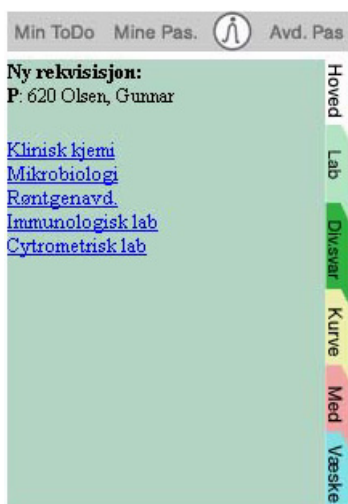 Min ToDo Mine Pas. Avd. Pas
Ny rekvisisjon:
P: 620 Olsen, Gunnar
Klinisk kjemi
Mikrobiologi
Røntgenavd.
Immunologisk lab
Cytrometrisk lab
Hoved
Lab
Div.svar
Kurve
Med
Væske